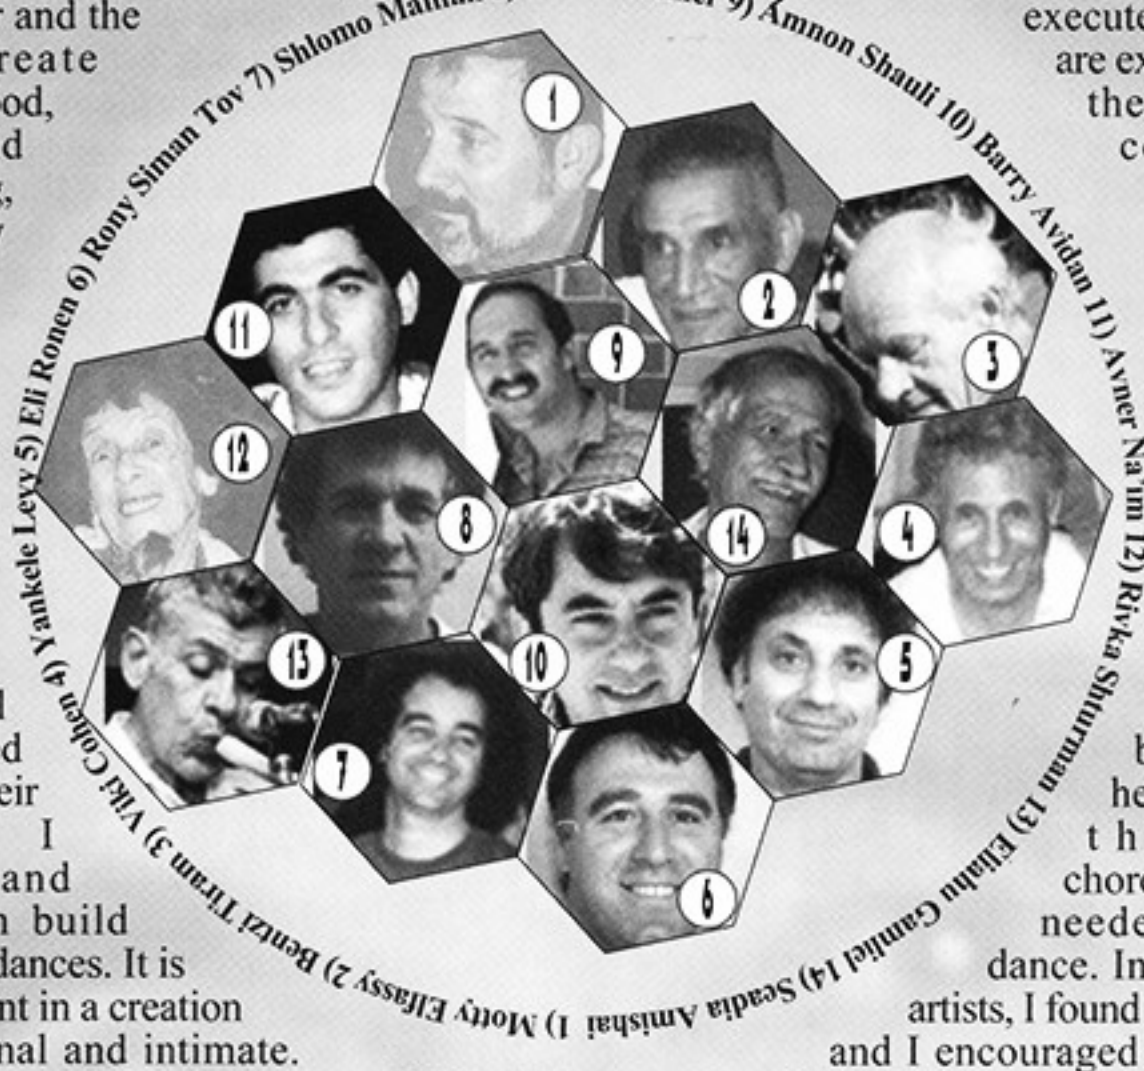 r and the
reate
ood,
d
execute
are ex
the
1) Motty Elfassy 2) Bentzi Tiram 3) Viki Cohen 4) Yankele Levy 5) Eli Ronen 6) Rony Siman Tov 7) Shlomo Maman 9) Amnon Shauli 10) Barry Avidan 11) Avner Na'im 12) Rivka Shturman 13) Eliahu Gamliel 14) Seadia Amishai
1
2
3
11
9
12
8
14
4
13
10
5
7
6
d
eir
I
and
n build
dances. It is
nt in a creation
nal and intimate.
b
he
t h
chore
neede
dance. In
artists, I found
and I encouraged